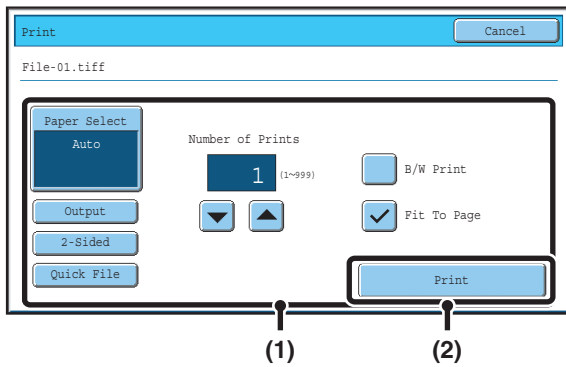 Print
Cancel
File-01.tiff
Paper Select
Auto
Number of Prints
1 (1~999)
B/W Print
Output
Fit To Page
2-Sided
Quick File
Print
(1)
(2)